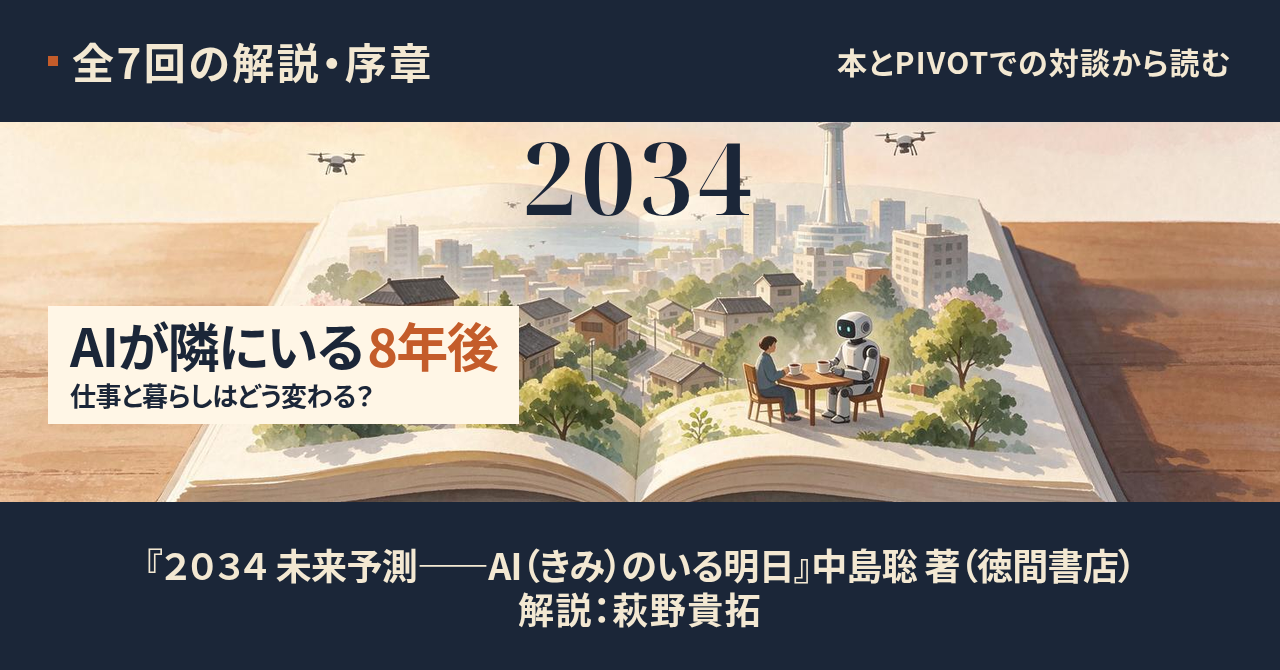 全7回の解説・序章
本とPIVOTでの対談から読む
2034
AIが隣にいる8年後
仕事と暮らしはどう変わる?
『2034 未来予測――AI(きみ)のいる明日』中島聡 著(徳間書店)
解説:萩野貴拓